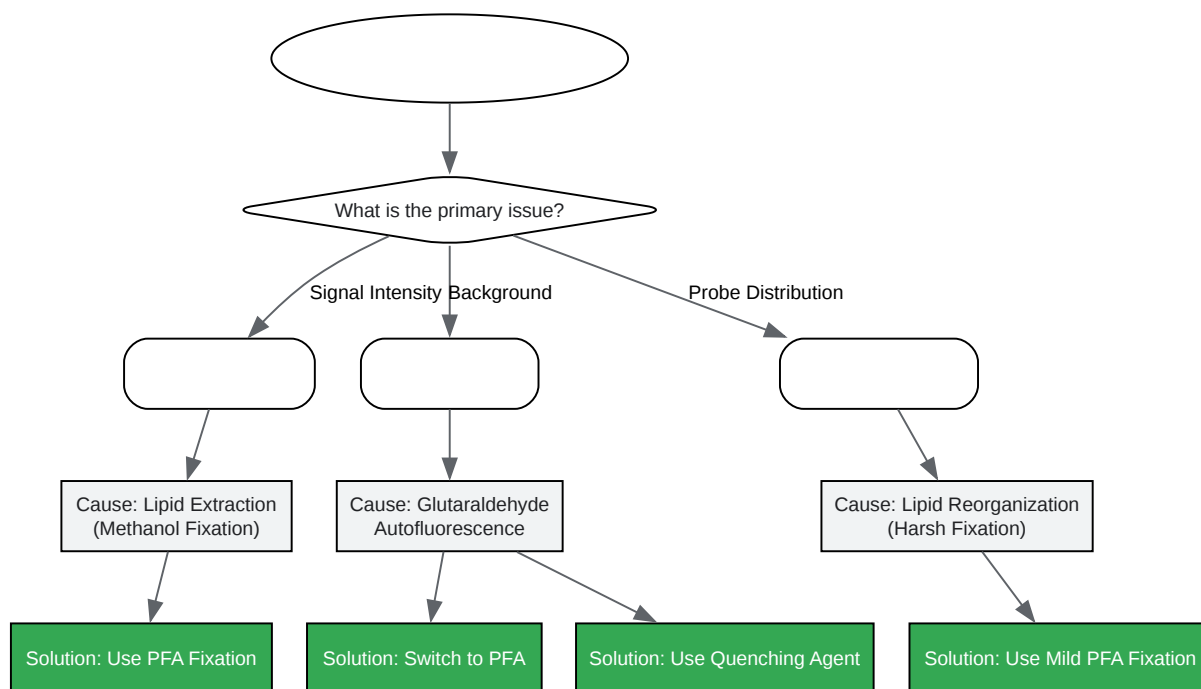 What is the primary issue?
Signal Intensity
Background
Probe Distribution
Cause: Lipid Extraction
(Methanol Fixation)
Cause: Glutaraldehyde
Autofluorescence
Cause: Lipid Reorganization
(Harsh Fixation)
Solution: Use PFA Fixation
Solution: Switch to PFA
Solution: Use Quenching Agent
Solution: Use Mild PFA Fixation